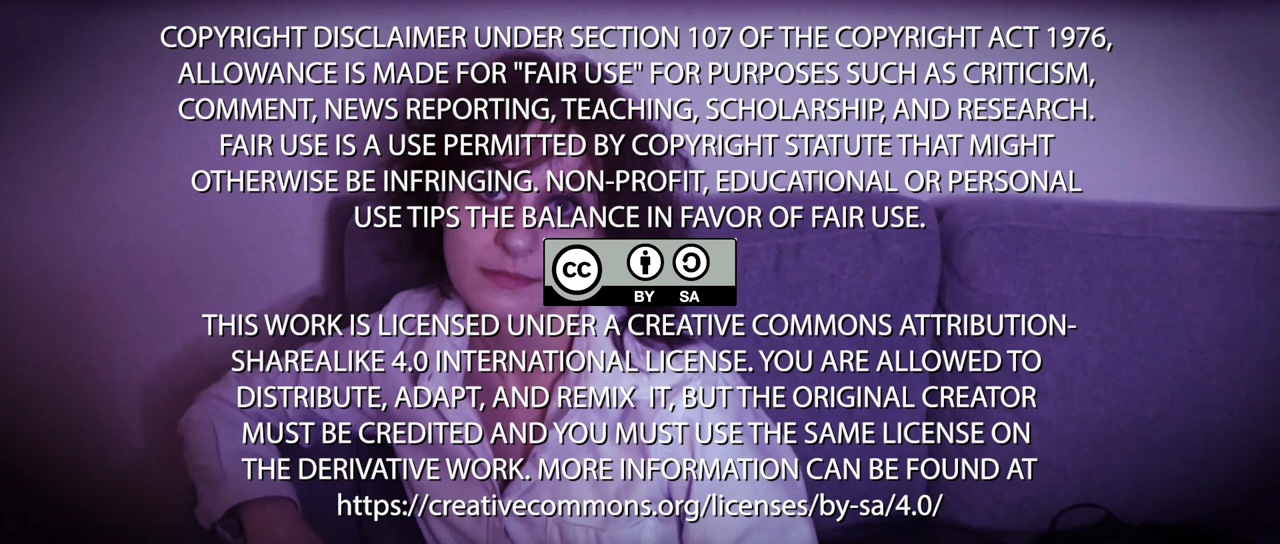 COPYRIGHT DISCLAIMER UNDER SECTION 107 OF THE COPYRIGHT ACT 1976,
ALLOWANCE IS MADE FOR "FAIR USE" FOR PURPOSES SUCH AS CRITICISM,
COMMENT, NEWS REPORTING, TEACHING, SCHOLARSHIP, AND RESEARCH.
FAIR USE IS A USE PERMITTED BY COPYRIGHT STATUTE THAT MIGHT
OTHERWISE BE INFRINGING. NON-PROFIT, EDUCATIONAL OR PERSONAL
USE TIPS THE BALANCE IN FAVOR OF FAIR USE.
CC
BY SA
THIS WORK IS LICENSED UNDER A CREATIVE COMMONS ATTRIBUTION-
SHAREALIKE 4.0 INTERNATIONAL LICENSE. YOU ARE ALLOWED TO
DISTRIBUTE, ADAPT, AND REMIX IT, BUT THE ORIGINAL CREATOR
MUST BE CREDITED AND YOU MUST USE THE SAME LICENSE ON
THE DERIVATIVE WORK. MORE INFORMATION CAN BE FOUND AT
https://creativecommons.org/licenses/by-sa/4.0/